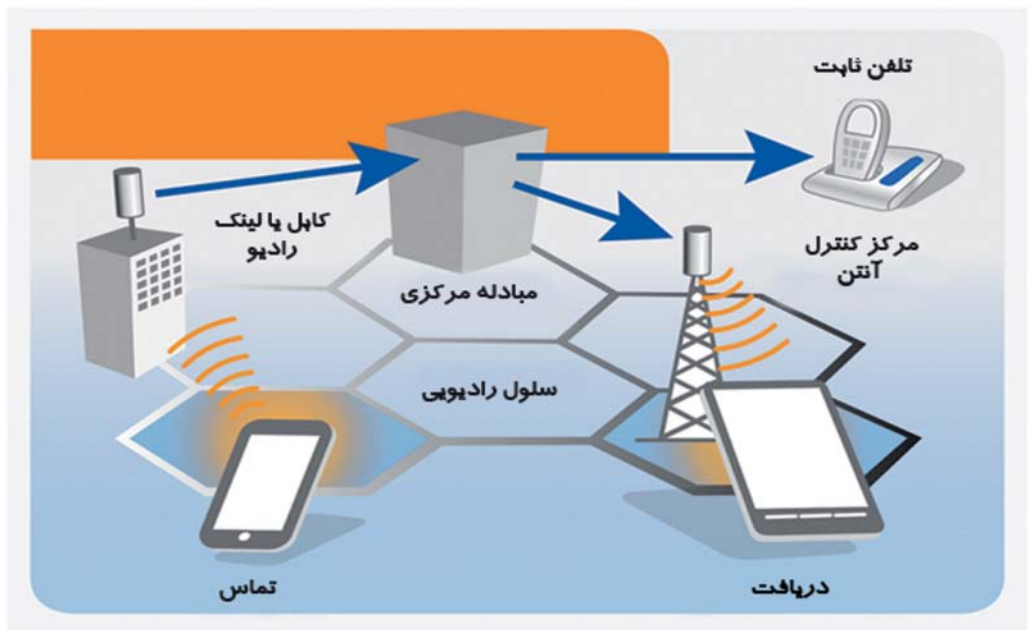 تلفن ثابت
کابل یا لینک
رادیو
مرکز کنترل
آنتن
مبادله مرکزی
سلول رادیویی
تماس
دریافت